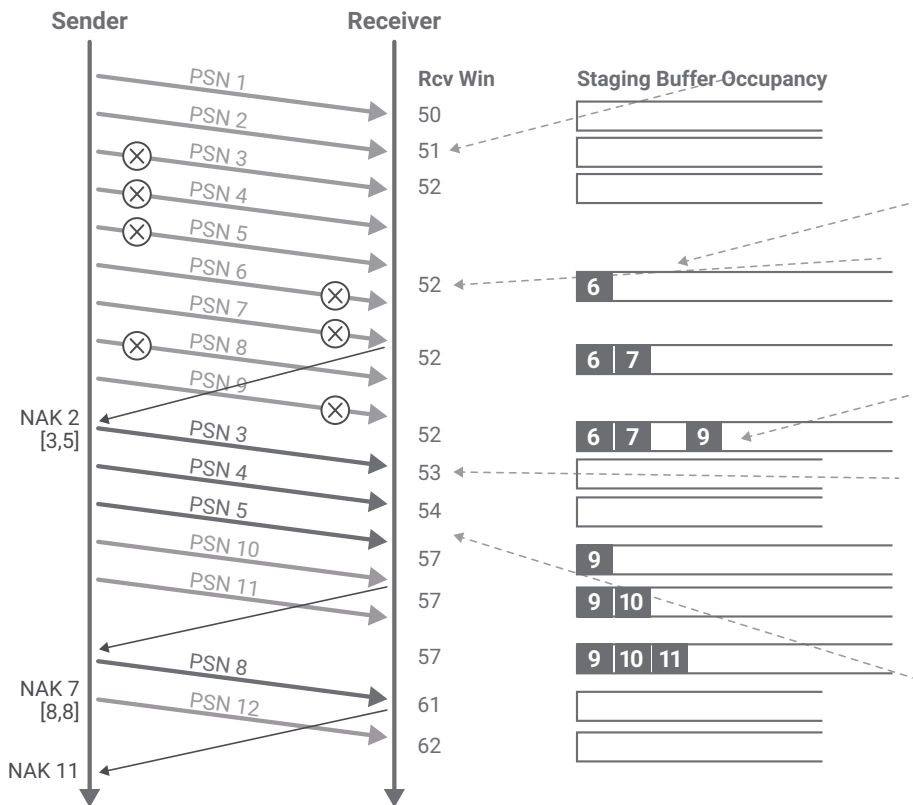 Sender
Receiver
Rcv Win
Staging Buffer Occupancy
PSN 1
50
PSN 2
51
PSN 3
52
PSN 4
PSN 5
PSN 6
52
6
PSN 7
PSN 8
52
6 7
PSN 9
NAK 2
[3,5]
PSN 3
52
6 7 9
PSN 4
53
PSN 5
54
PSN 10
57
9
PSN 11
57
9 10
PSN 8
57
9 10 11
NAK 7
[8,8]
PSN 12
61
62
NAK 11